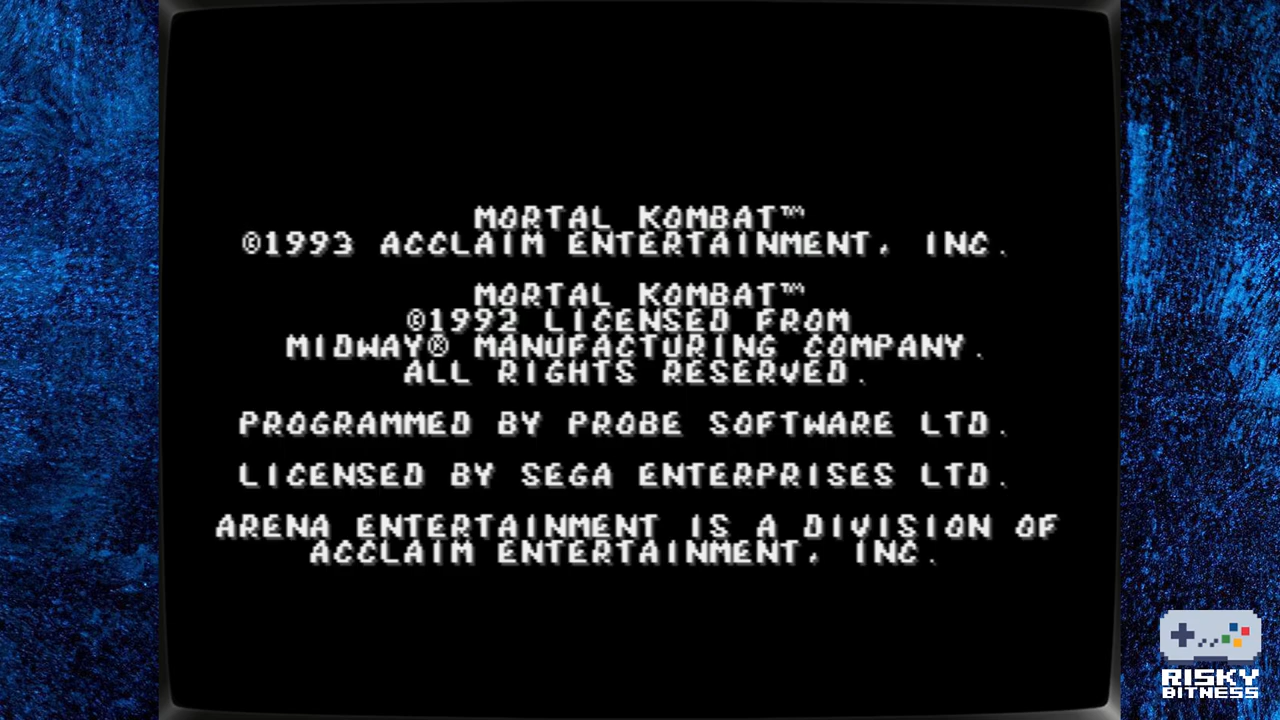 MORTAL KOMBAT™
©1993 ACCLAIM ENTERTAINMENT, INC.
MORTAL KOMBAT™
©1992 LICENSED FROM
MIDWAY® MANUFACTURING COMPANY.
ALL RIGHTS RESERVED.
PROGRAMMED BY PROBE SOFTWARE LTD.
LICENSED BY SEGA ENTERPRISES LTD.
ARENA ENTERTAINMENT IS A DIVISION OF
ACCLAIM ENTERTAINMENT, INC.
RISKY
BITNESS